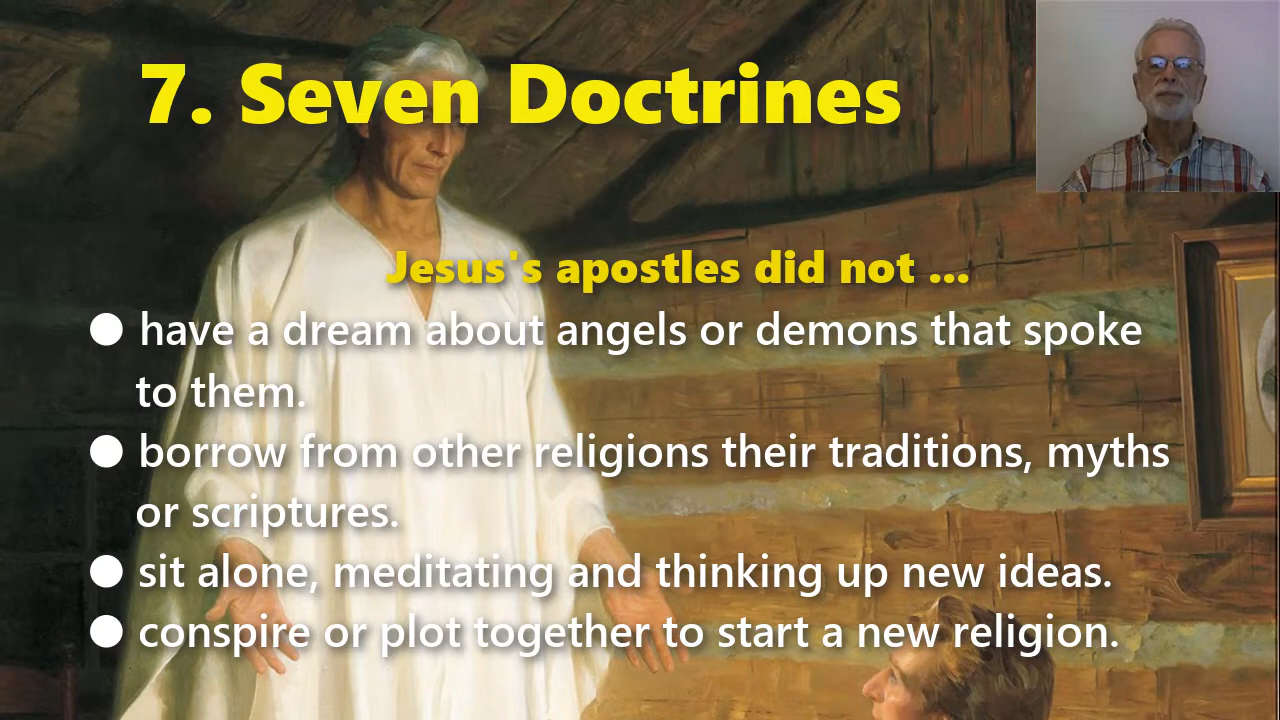 7. Seven Doctrines
Jesus's apostles did not ...
● have a dream about angels or demons that spoke
to them.
● borrow from other religions their traditions, myths
or scriptures.
● sit alone, meditating and thinking up new ideas.
● conspire or plot together to start a new religion.